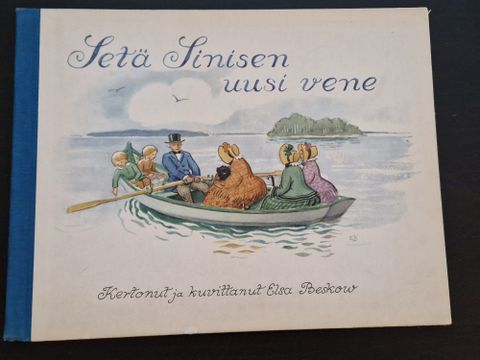 Setä Sinisen
uusi vene
Kertonut ja kuvittanut Elsa Beskow